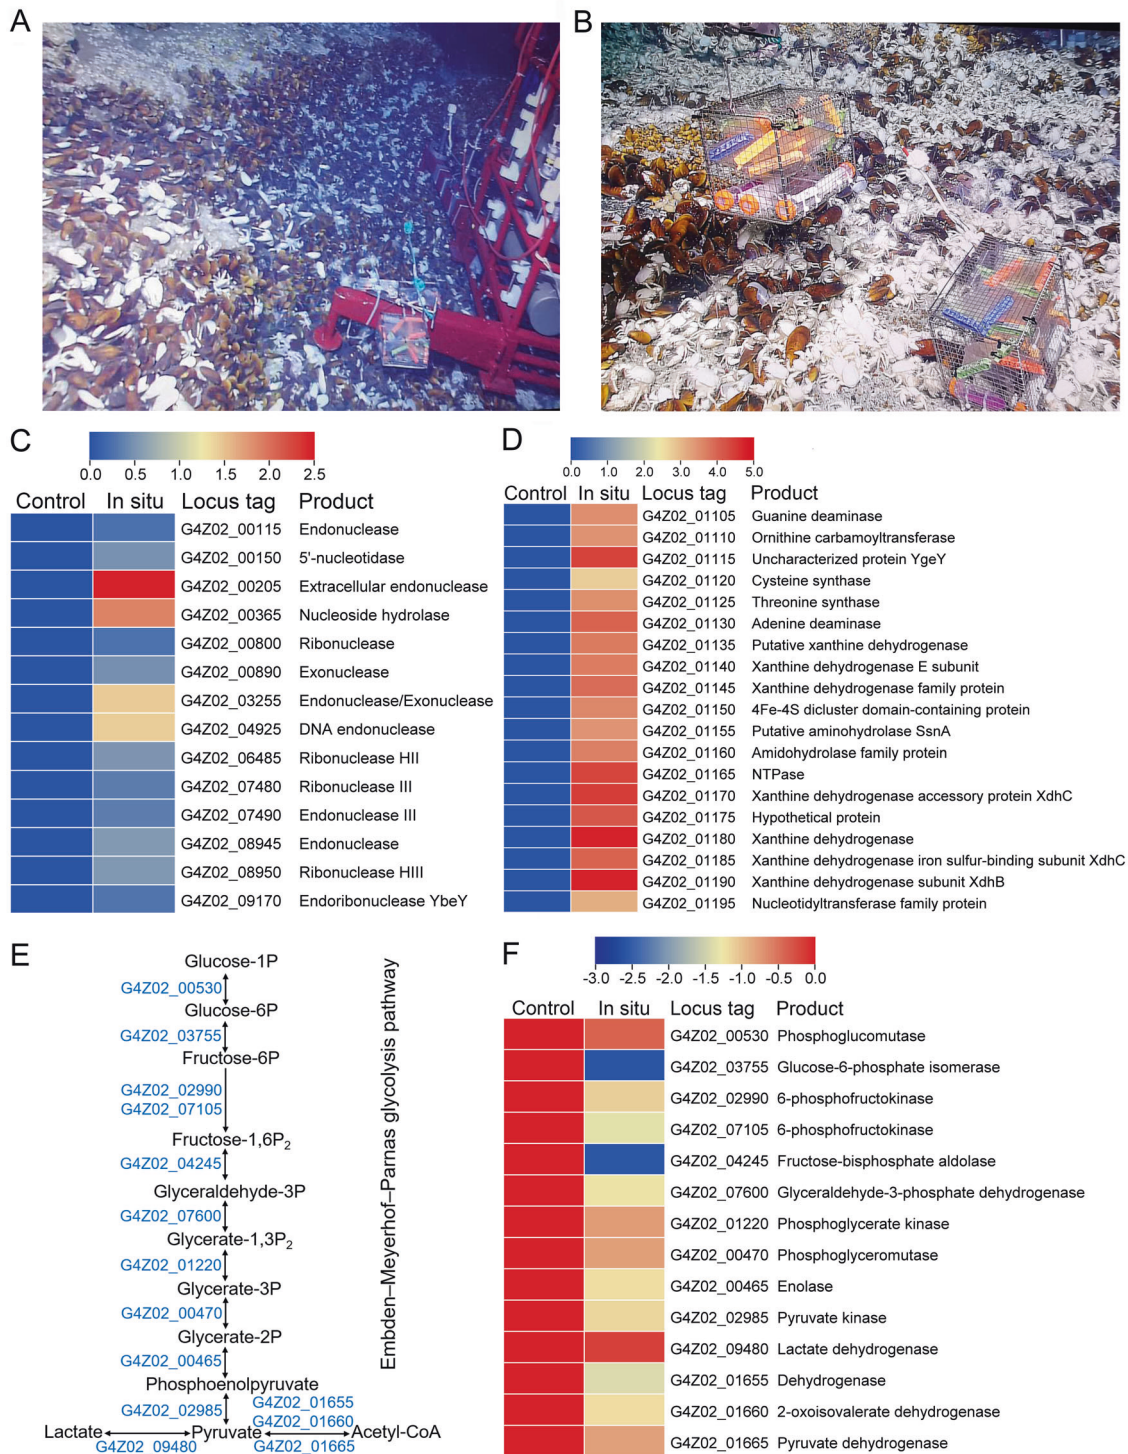 A
B
C
0.0 0.5 1.0 1.5 2.0 2.5
Control In situ Locus tag Product
G4Z02_00115 Endonuclease
G4Z02_00150 5'-nucleotidase
G4Z02_00205 Extracellular endonuclease
G4Z02_00365 Nucleoside hydrolase
G4Z02_00800 Ribonuclease
G4Z02_00890 Exonuclease
G4Z02_03255 Endonuclease/Exonuclease
G4Z02_04925 DNA endonuclease
G4Z02_06485 Ribonuclease HII
G4Z02_07480 Ribonuclease III
G4Z02_07490 Endonuclease III
G4Z02_08945 Endonuclease
G4Z02_08950 Ribonuclease HIII
G4Z02_09170 Endoribonuclease YbeY
D
0.0 1.0 2.0 3.0 4.0 5.0
Control In situ Locus tag Product
G4Z02_01105 Guanine deaminase
G4Z02_01110 Ornithine carbamoyltransferase
G4Z02_01115 Uncharacterized protein YgeY
G4Z02_01120 Cysteine synthase
G4Z02_01125 Threonine synthase
G4Z02_01130 Adenine deaminase
G4Z02_01135 Putative xanthine dehydrogenase
G4Z02_01140 Xanthine dehydrogenase E subunit
G4Z02_01145 Xanthine dehydrogenase family protein
G4Z02_01150 4Fe-4S dicluster domain-containing protein
G4Z02_01155 Putative aminohydrolase SsnA
G4Z02_01160 Amidohydrolase family protein
G4Z02_01165 NTPase
G4Z02_01170 Xanthine dehydrogenase accessory protein XdhC
G4Z02_01175 Hypothetical protein
G4Z02_01180 Xanthine dehydrogenase
G4Z02_01185 Xanthine dehydrogenase iron sulfur-binding subunit XdhC
G4Z02_01190 Xanthine dehydrogenase subunit XdhB
G4Z02_01195 Nucleotidyltransferase family protein
E
Glucose-1P
G4Z02_00530
Glucose-6P
G4Z02_03755
Fructose-6P
G4Z02_02990
G4Z02_07105
Fructose-1,6P2
G4Z02_04245
Glyceraldehyde-3P
G4Z02_07600
Glycerate-1,3P2
G4Z02_01220
Glycerate-3P
G4Z02_00470
Glycerate-2P
G4Z02_00465
Phosphoenolpyruvate
G4Z02_01655
G4Z02_02985 G4Z02_01660
Lactate Pyruvate Acetyl-CoA
G4Z02_09480 G4Z02_01665
Embden–Meyerhof–Parnas glycolysis pathway
F
-3.0 -2.5 -2.0 -1.5 -1.0 -0.5 0.0
Control In situ Locus tag Product
G4Z02_00530 Phosphoglucomutase
G4Z02_03755 Glucose-6-phosphate isomerase
G4Z02_02990 6-phosphofructokinase
G4Z02_07105 6-phosphofructokinase
G4Z02_04245 Fructose-bisphosphate aldolase
G4Z02_07600 Glyceraldehyde-3-phosphate dehydrogenase
G4Z02_01220 Phosphoglycerate kinase
G4Z02_00470 Phosphoglyceromutase
G4Z02_00465 Enolase
G4Z02_02985 Pyruvate kinase
G4Z02_09480 Lactate dehydrogenase
G4Z02_01655 Dehydrogenase
G4Z02_01660 2-oxoisovalerate dehydrogenase
G4Z02_01665 Pyruvate dehydrogenase